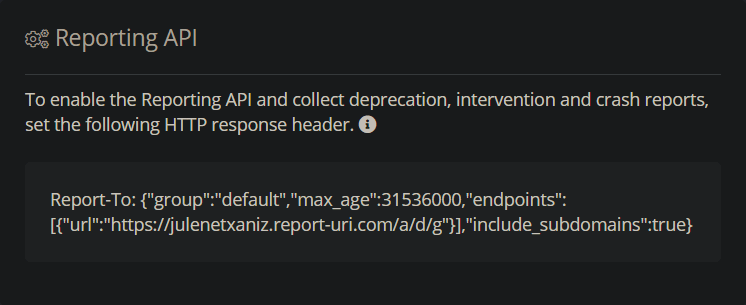 Reporting API
To enable the Reporting API and collect deprecation, intervention and crash reports,
set the following HTTP response header.
Report-To: {"group":"default","max_age":31536000,"endpoints":
[{"url":"https://julenetxaniz.report-uri.com/a/d/g"}],"include_subdomains":true}